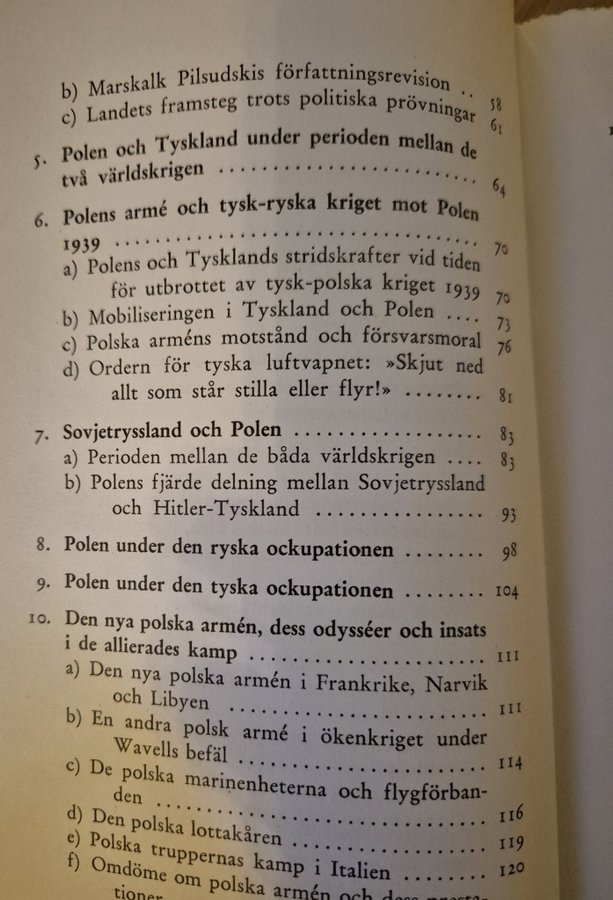 b) Marskalk Pilsudskis författningsrevision .. 58
c) Landets framsteg trots politiska prövningar 61
5. Polen och Tyskland under perioden mellan de
två världskrigen ........................ 64
6. Polens armé och tysk-ryska kriget mot Polen
1939 .................................. 70
a) Polens och Tysklands stridskrafter vid tiden
för utbrottet av tysk-polska kriget 1939 70
b) Mobiliseringen i Tyskland och Polen .... 73
c) Polska arméns motstånd och försvarsmoral 76
d) Ordern för tyska luftvapnet: »Skjut ned
allt som står stilla eller flyr!» ........ 81
7. Sovjetryssland och Polen .................. 83
a) Perioden mellan de båda världskrigen .... 83
b) Polens fjärde delning mellan Sovjetryssland
och Hitler-Tyskland ................ 93
8. Polen under den ryska ockupationen ........ 98
9. Polen under den tyska ockupationen ........ 104
10. Den nya polska armén, dess odysséer och insats
i de allierades kamp ...................... 111
a) Den nya polska armén i Frankrike, Narvik
och Libyen ........................ 111
b) En andra polsk armé i ökenkriget under
Wavells befäl ........................ 114
c) De polska marinenheterna och flygförban-
den .............................. 116
d) Den polska lottakåren .................. 119
e) Polska truppernas kamp i Italien ........ 120
f) Omdöme om polska armén och dess presta-
tioner